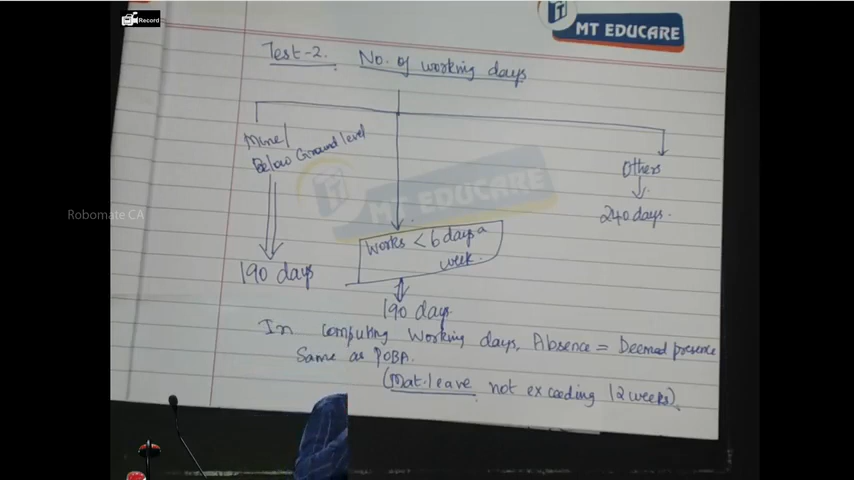 Record
MT EDUCARE
Test-2. No. of working days
Mine/
Below Ground level
Others
240 days.
Robomate CA
MT EDUCARE
Works < 6 days a
week.
190 days
190 days
In computing Working days, Absence = Deemed presence
Same as POBA.
(Mat. leave not exceeding 12 weeks).